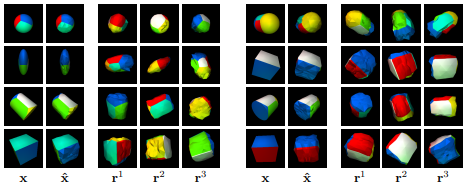 x x̂ r¹ r² r³ x x̂ r¹ r² r³